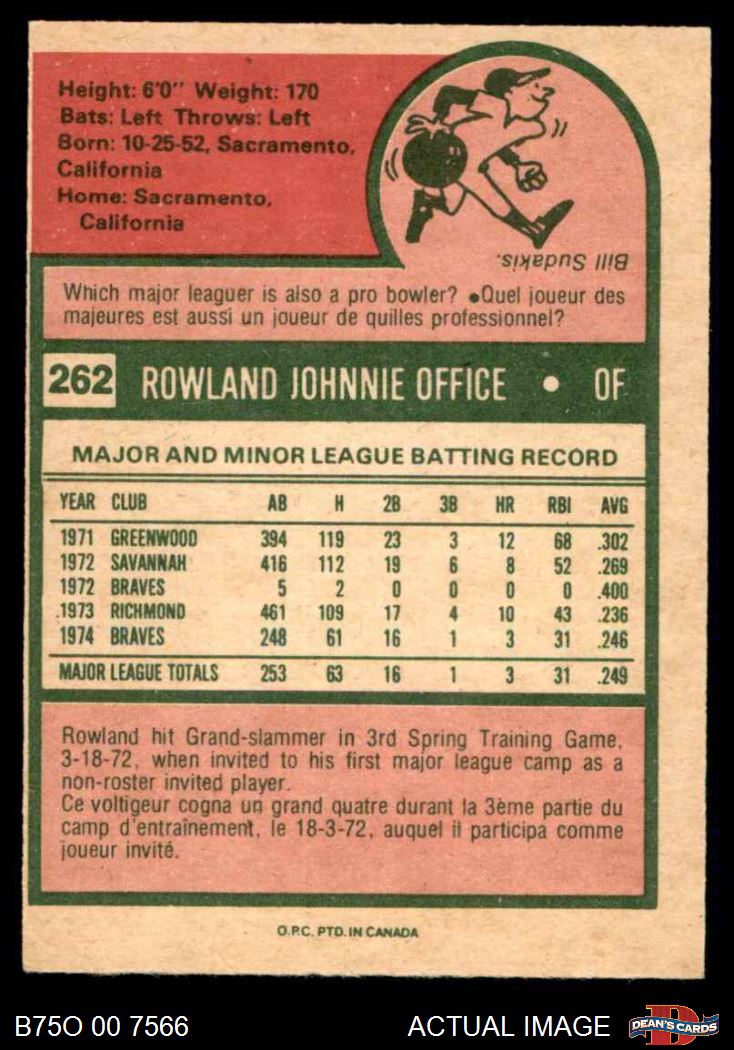 Height: 6'0" Weight: 170
Bats: Left Throws: Left
Born: 10-25-52, Sacramento,
California
Home: Sacramento,
California
Bill Sudakis.
Which major leaguer is also a pro bowler? ●Quel joueur des
majeures est aussi un joueur de quilles professionnel?
262 ROWLAND JOHNNIE OFFICE • OF
MAJOR AND MINOR LEAGUE BATTING RECORD
YEAR CLUB AB H 2B 3B HR RBI AVG
1971 GREENWOOD 394 119 23 3 12 68 .302
1972 SAVANNAH 416 112 19 6 8 52 .269
1972 BRAVES 5 2 0 0 0 0 .400
1973 RICHMOND 461 109 17 4 10 43 .236
1974 BRAVES 248 61 16 1 3 31 .246
MAJOR LEAGUE TOTALS 253 63 16 1 3 31 .249
Rowland hit Grand-slammer in 3rd Spring Training Game,
3-18-72, when invited to his first major league camp as a
non-roster invited player.
Ce voltigeur cogna un grand quatre durant la 3ème partie du
camp d'entraînement, le 18-3-72, auquel il participa comme
joueur invité.
O.P.C. PTD. IN CANADA
B75O 00 7566 ACTUAL IMAGE DEAN'S CARDS